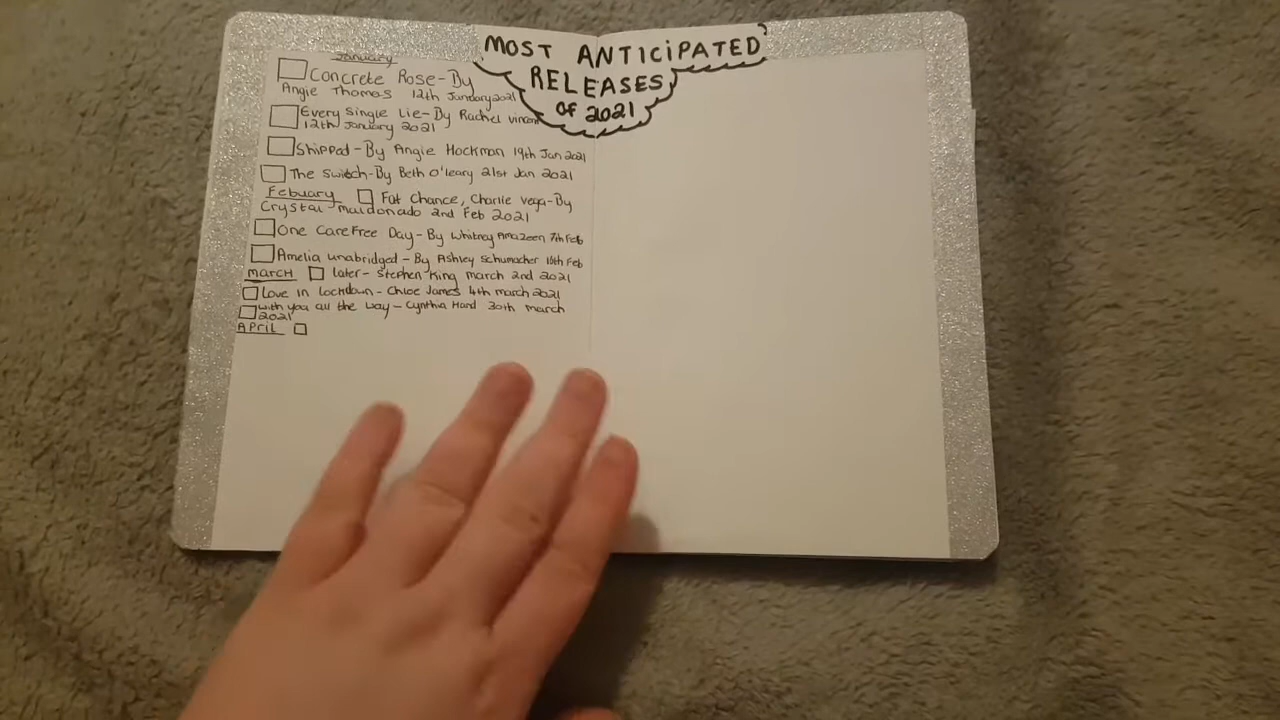 MOST ANTICIPATED
RELEASES
OF 2021
January
Concrete Rose-By
Angie Thomas 12th January 2021
Every Single Lie-By Rachel Vincent
12th January 2021
Shipped-By Angie Hockman 19th Jan 2021
The Switch-By Beth O'leary 21st Jan 2021
Febuary Fat Chance, Charlie Vega-By
Crystal maldonado 2nd Feb 2021
One CareFree Day-By Whitney Amazeen 7th Feb
Amelia unabridged-By Ashley Schumacher 16th Feb
MARCH later-Stephen King march 2nd 2021
Love in Lockdown-Chloe James 4th march 2021
with you all the way-Cynthia Hand 30th march
2021
APRIL